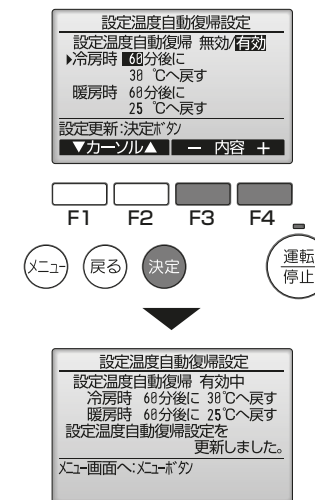 設定温度自動復帰設定
設定温度自動復帰 無効/有効
▶冷房時 60分後に
30 ℃へ戻す
暖房時 60分後に
25 ℃へ戻す
設定更新:決定ボタン
▼カーソル▲ − 内容 +
F1 F2 F3 F4
メニュー 戻る 決定 運転
停止
設定温度自動復帰設定
設定温度自動復帰 有効中
冷房時 60分後に 30℃へ戻す
暖房時 60分後に 25℃へ戻す
設定温度自動復帰設定を
更新しました。
メニュー画面へ:メニューボタン